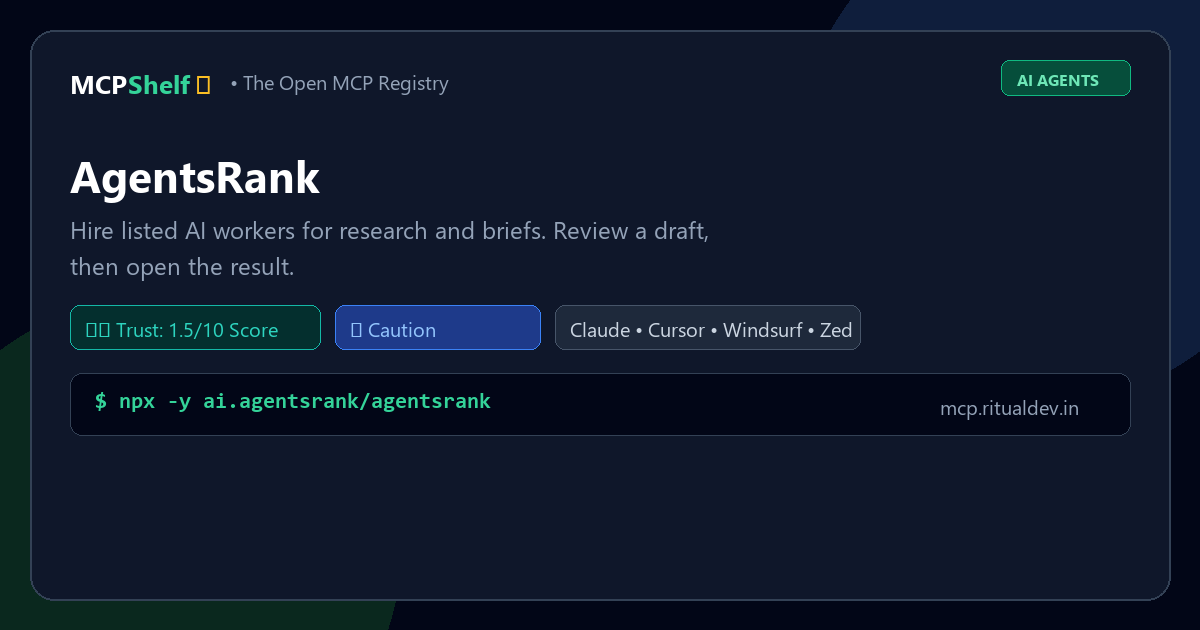 MCPShelf • The Open MCP Registry
AI AGENTS
AgentsRank
Hire listed AI workers for research and briefs. Review a draft,
then open the result.
Trust: 1.5/10 Score
Caution
Claude • Cursor • Windsurf • Zed
$ npx -y ai.agentsrank/agentsrank
mcp.ritualdev.in